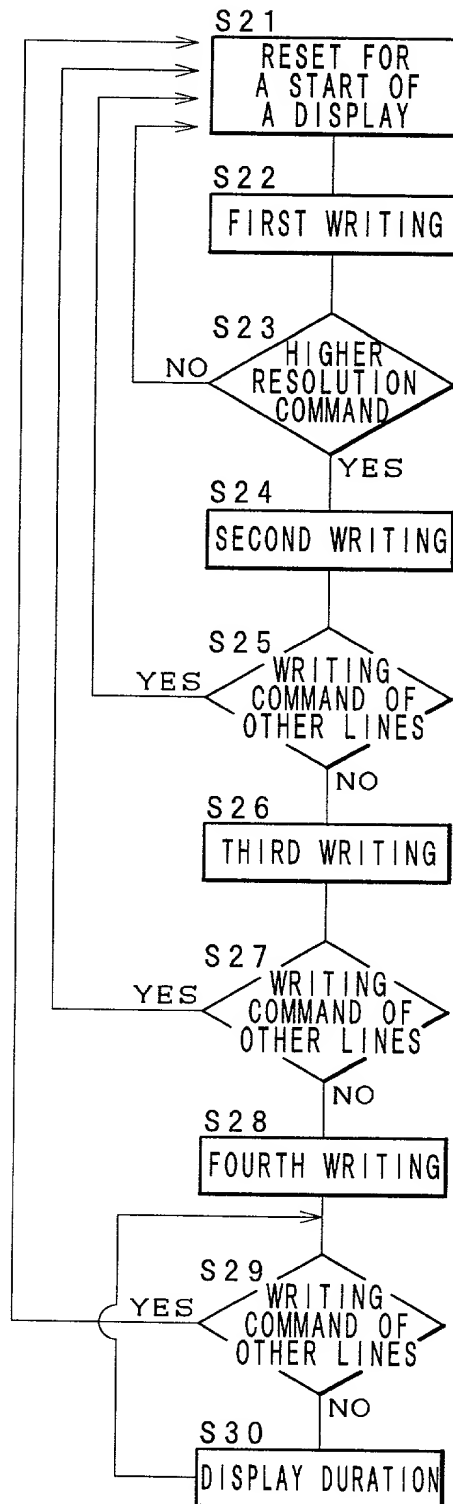 S21
RESET FOR
A START OF
A DISPLAY
S22
FIRST WRITING
S23
HIGHER
RESOLUTION
COMMAND
NO
YES
S24
SECOND WRITING
S25
WRITING
COMMAND OF
OTHER LINES
YES
NO
S26
THIRD WRITING
S27
WRITING
COMMAND OF
OTHER LINES
YES
NO
S28
FOURTH WRITING
S29
WRITING
COMMAND OF
OTHER LINES
YES
NO
S30
DISPLAY DURATION